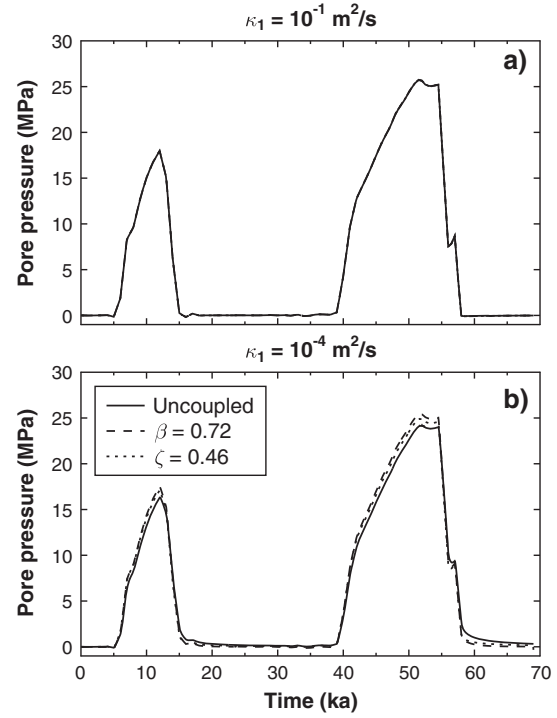 κ₁ = 10⁻¹ m²/s
a)
30
25
20
15
10
5
0
Pore pressure (MPa)
κ₁ = 10⁻⁴ m²/s
b)
Uncoupled
β = 0.72
ζ = 0.46
30
25
20
15
10
5
0
Pore pressure (MPa)
0 10 20 30 40 50 60 70
Time (ka)